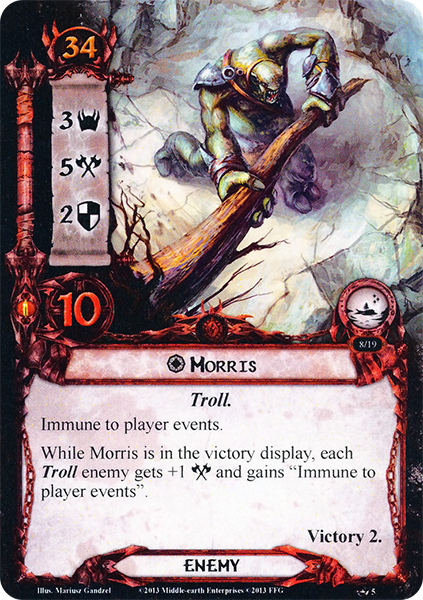 34
3
5
2
10
8/19
Morris
Troll.
Immune to player events.
While Morris is in the victory display, each
Troll enemy gets +1 and gains “Immune to
player events”.
Victory 2.
ENEMY
Illus. Mariusz Gandzel ©2013 Middle-earth Enterprises ©2013 FFG 5